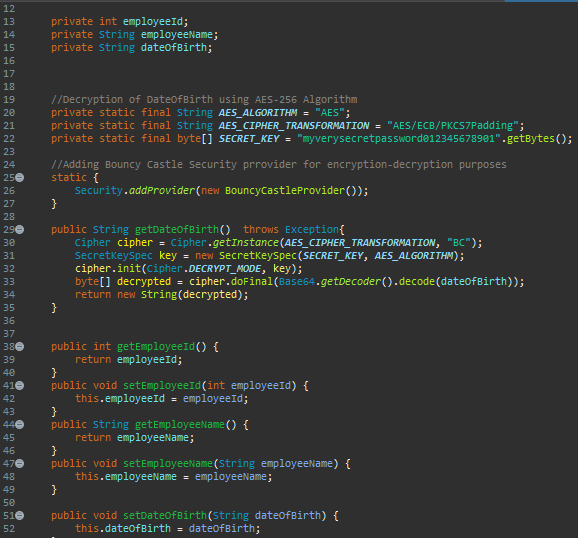 12
13 private int employeeId;
14 private String employeeName;
15 private String dateOfBirth;
16
17
18
19 //Decryption of DateOfBirth using AES-256 Algorithm
20 private static final String AES_ALGORITHM = "AES";
21 private static final String AES_CIPHER_TRANSFORMATION = "AES/ECB/PKCS7Padding";
22 private static final byte[] SECRET_KEY = "myverysecretpassword012345678901".getBytes();
23
24 //Adding Bouncy Castle Security prrovider for encryption-decryption purposes
25 static {
26 Security.addProvider(new BouncyCastleProvider());
27 }
28
29 public String getDateOfBirth() throws Exception{
30 Cipher cipher = Cipher.getInstance(AES_CIPHER_TRANSFORMATION, "BC");
31 SecretKeySpec key = new SecretKeySpec(SECRET_KEY, AES_ALGORITHM);
32 cipher.init(Cipher.DECRYPT_MODE, key);
33 byte[] decrypted = cipher.doFinal(Base64.getDecoder().decode(dateOfBirth));
34 return new String(decrypted);
35 }
36
37
38 public int getEmployeeId() {
39 return employeeId;
40 }
41 public void setEmployeeId(int employeeId) {
42 this.employeeId = employeeId;
43 }
44 public String getEmployeeName() {
45 return employeeName;
46 }
47 public void setEmployeeName(String employeeName) {
48 this.employeeName = employeeName;
49 }
50
51 public void setDateOfBirth(String dateOfBirth) {
52 this.dateOfBirth = dateOfBirth;